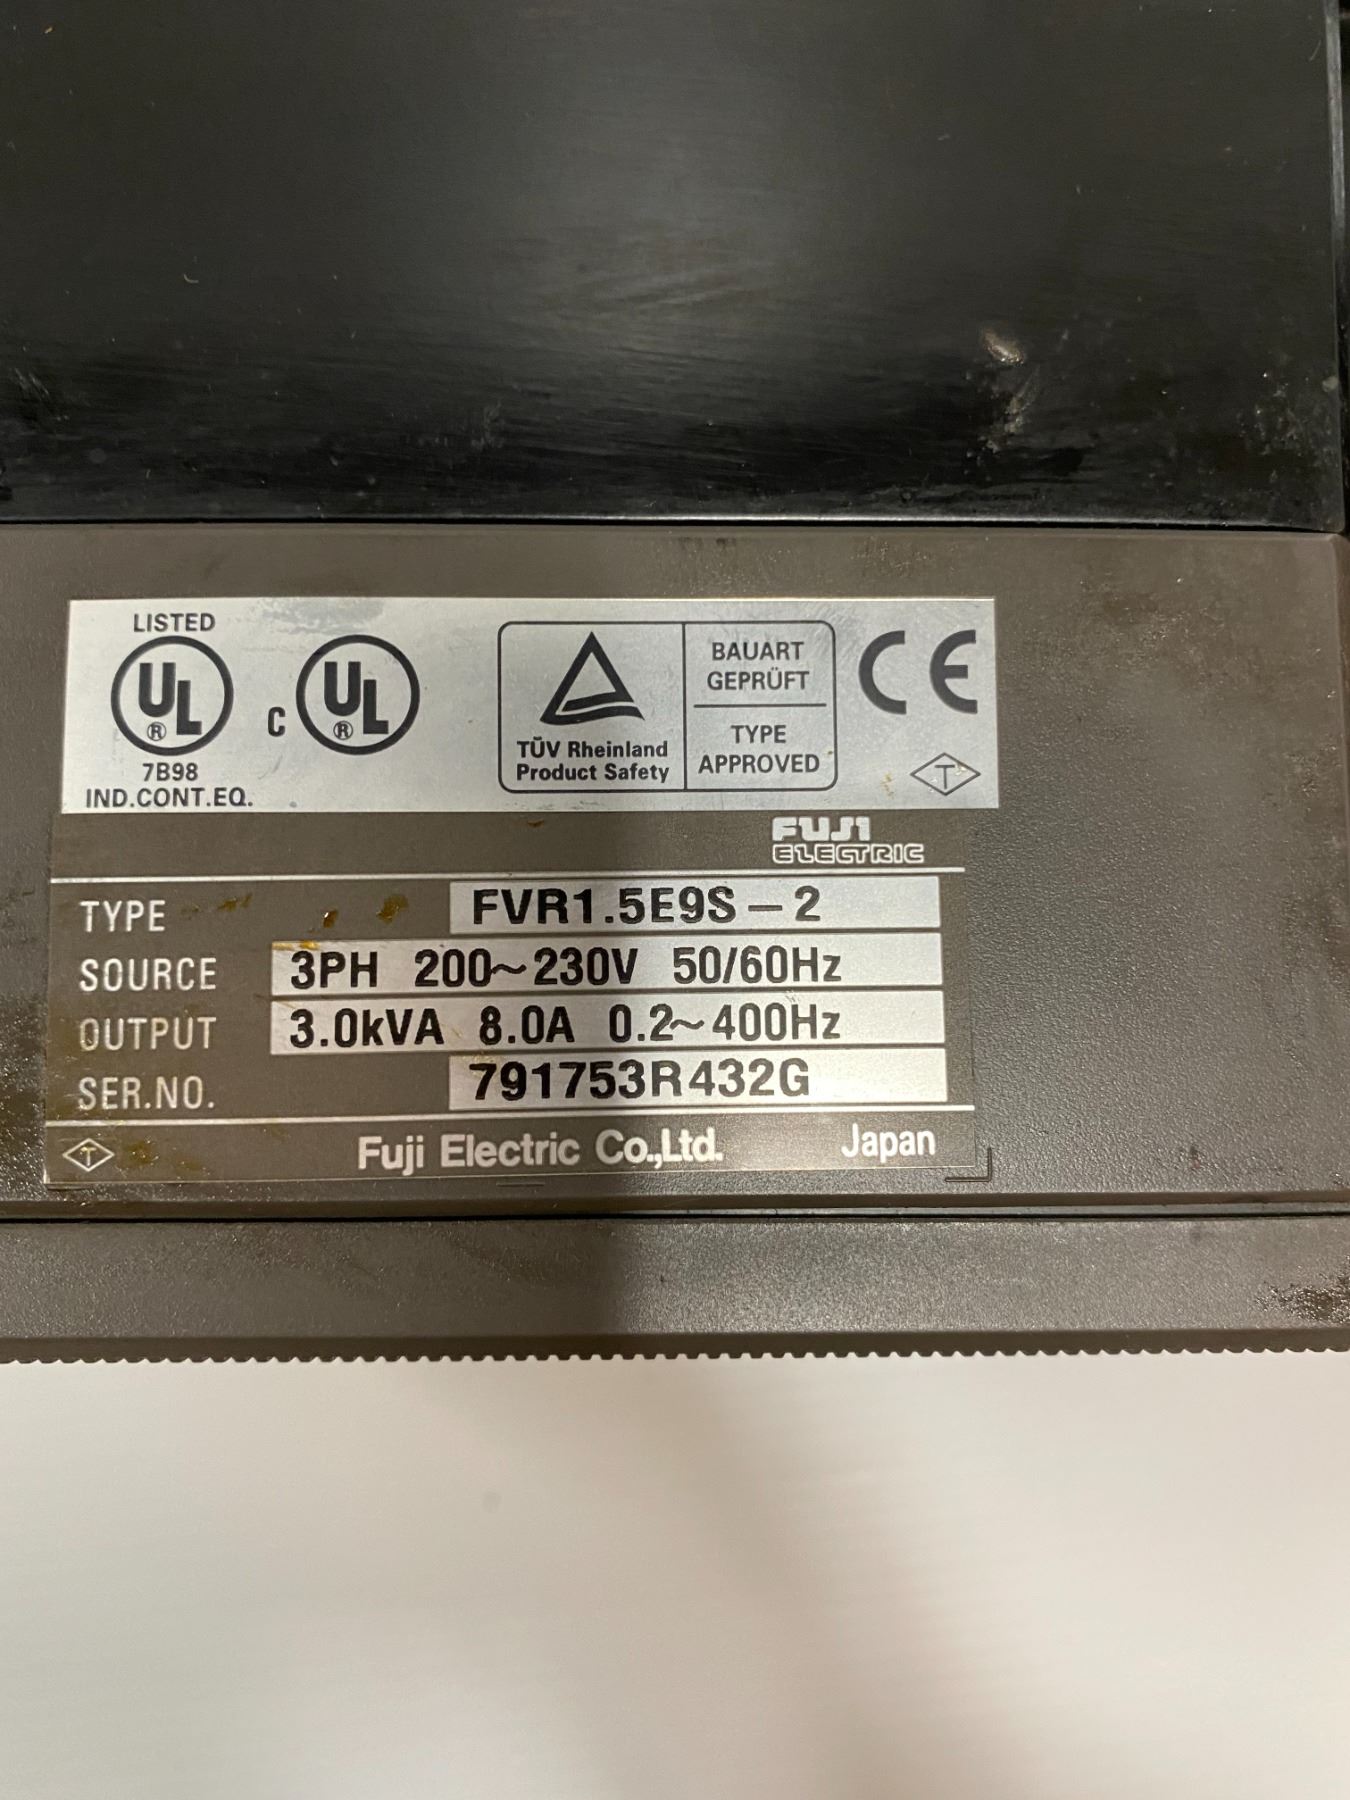 LISTED
UL ® C UL ®
7B98
IND.CONT.EQ.
TÜV Rheinland
Product Safety
BAUART
GEPRÜFT
TYPE
APPROVED
CE
T
FUJI
ELECTRIC
TYPE FVR1.5E9S-2
SOURCE 3PH 200~230V 50/60Hz
OUTPUT 3.0kVA 8.0A 0.2~400Hz
SER.NO. 791753R432G
T Fuji Electric Co.,Ltd. Japan